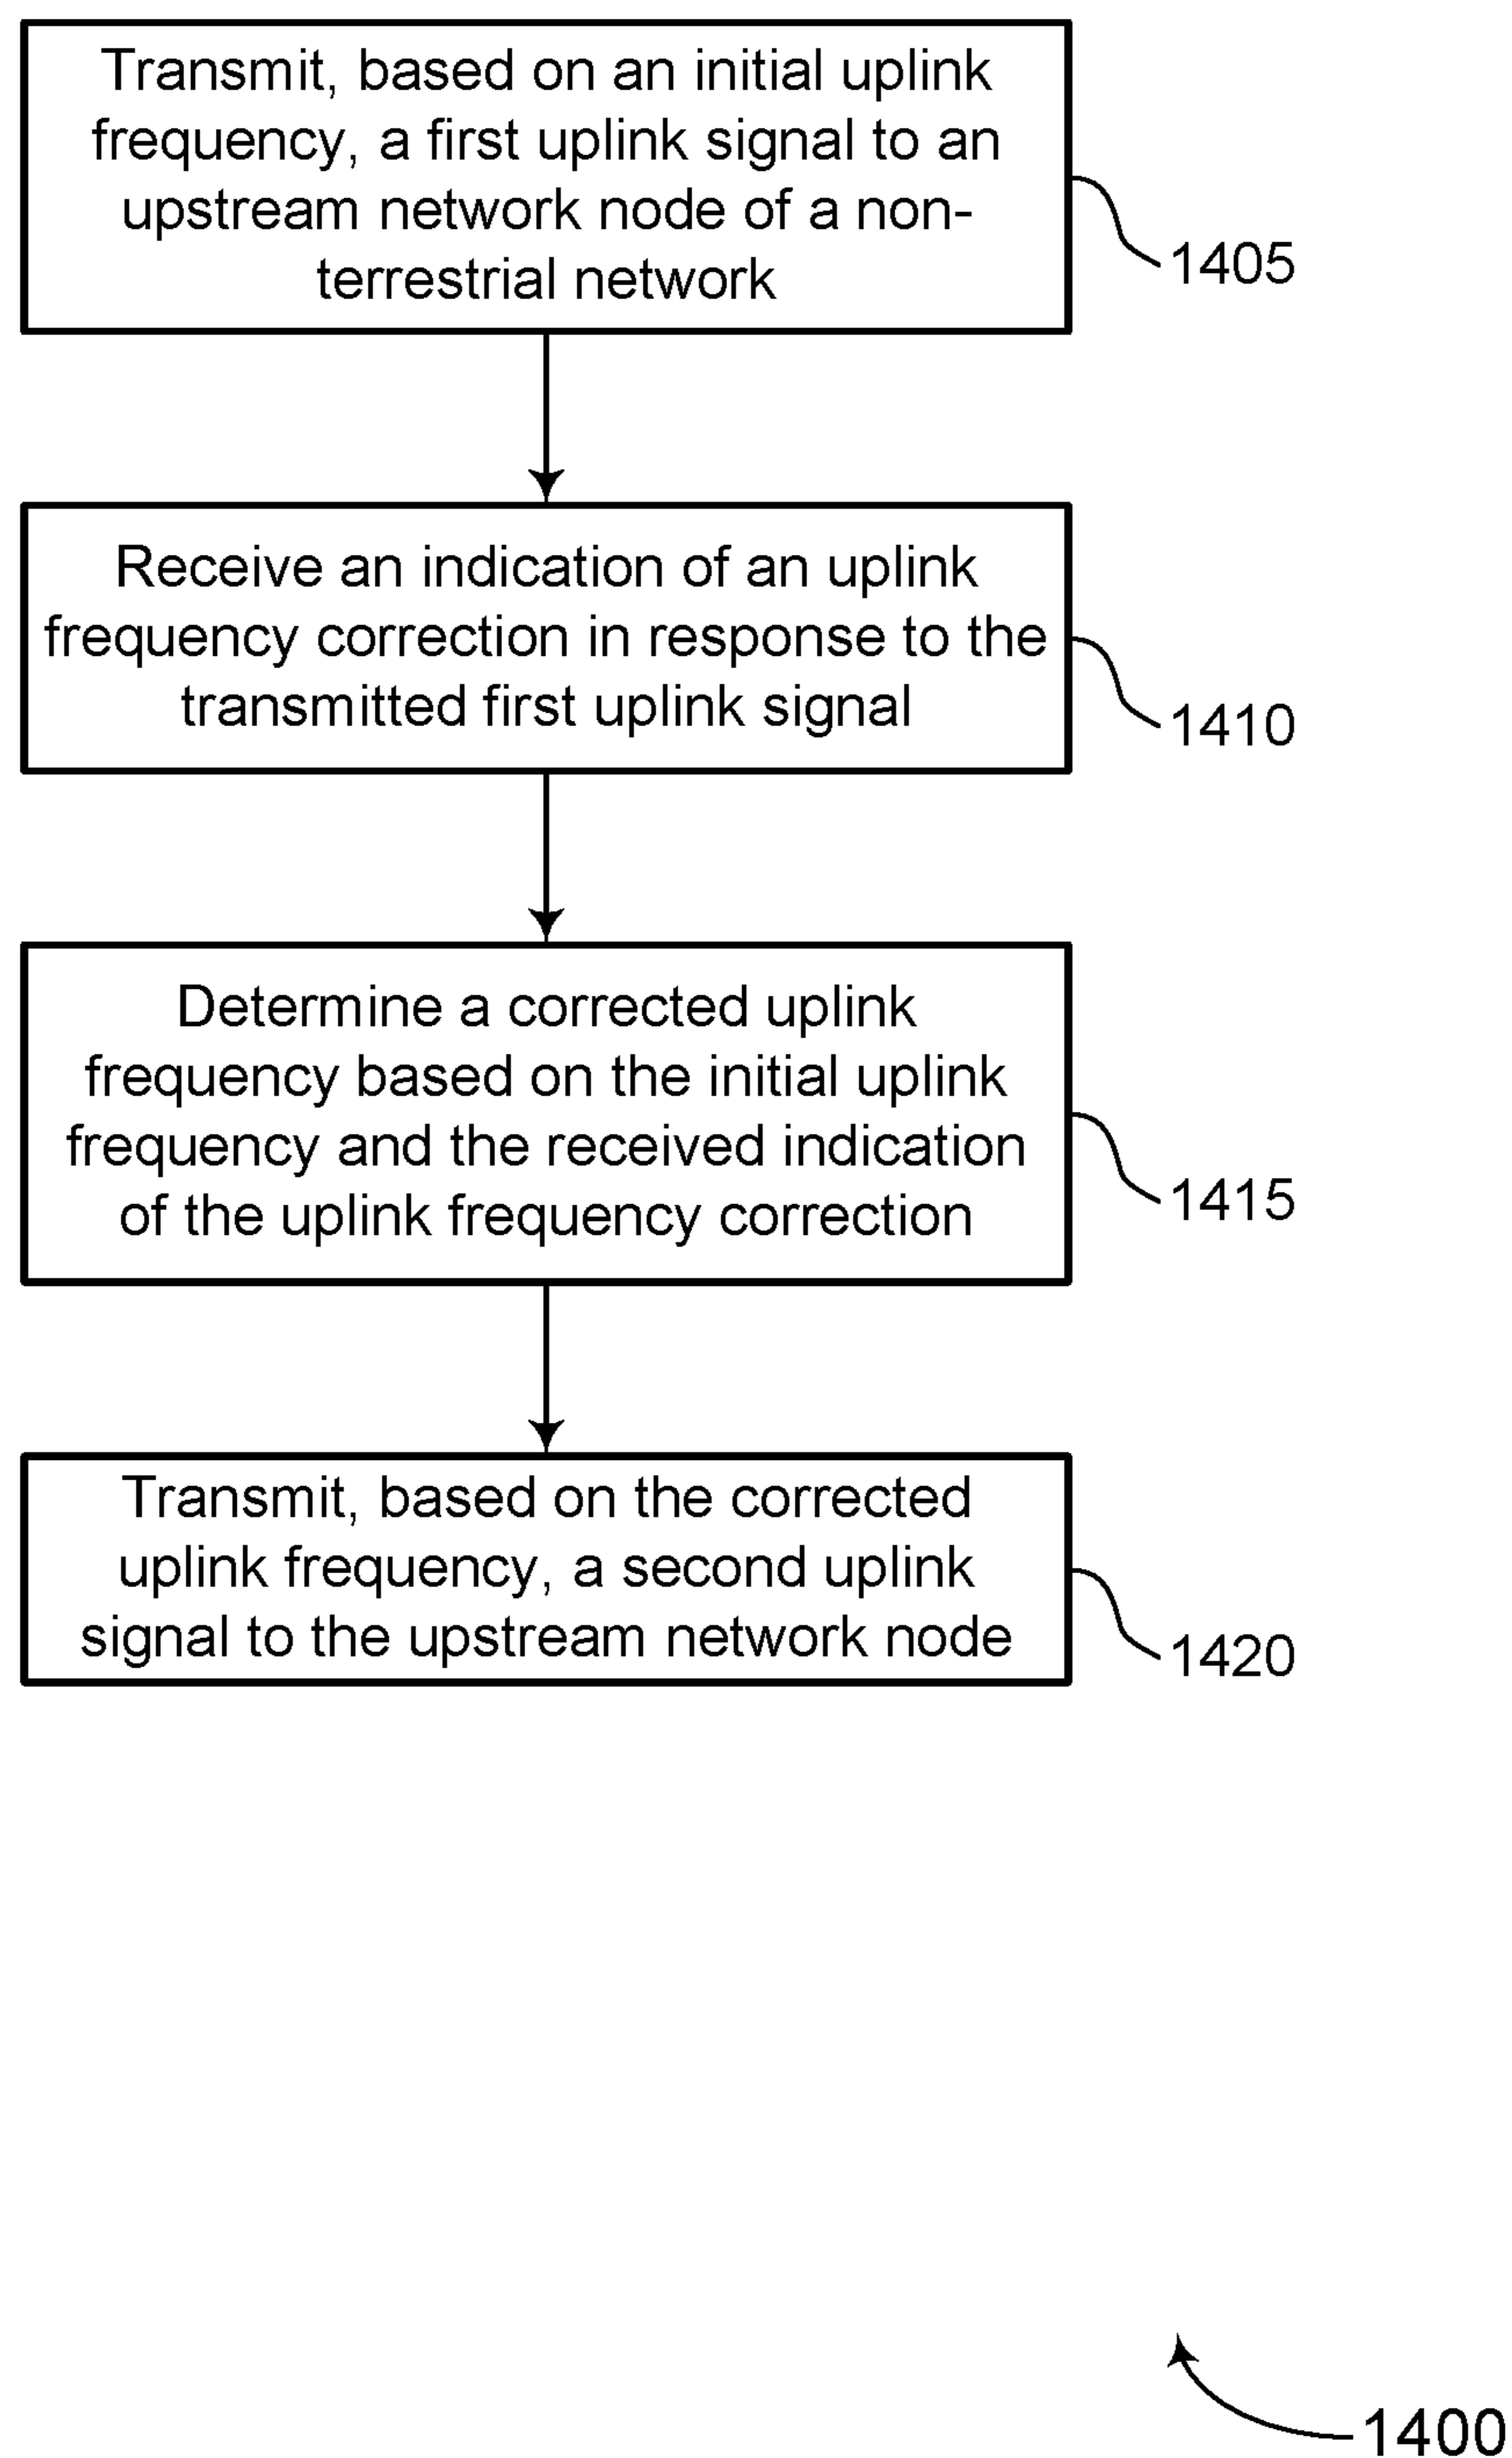 Transmit, based on an initial uplink
frequency, a first uplink signal to an
upstream network node of a non-
terrestrial network
1405
Receive an indication of an uplink
frequency correction in response to the
transmitted first uplink signal
1410
Determine a corrected uplink
frequency based on the initial uplink
frequency and the received indication
of the uplink frequency correction
1415
Transmit, based on the corrected
uplink frequency, a second uplink
signal to the upstream network node
1420
1400